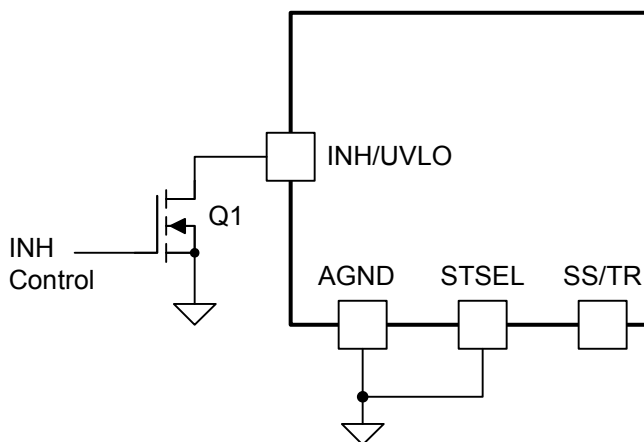 INH/UVLO
Q1
INH
Control
AGND
STSEL
SS/TR